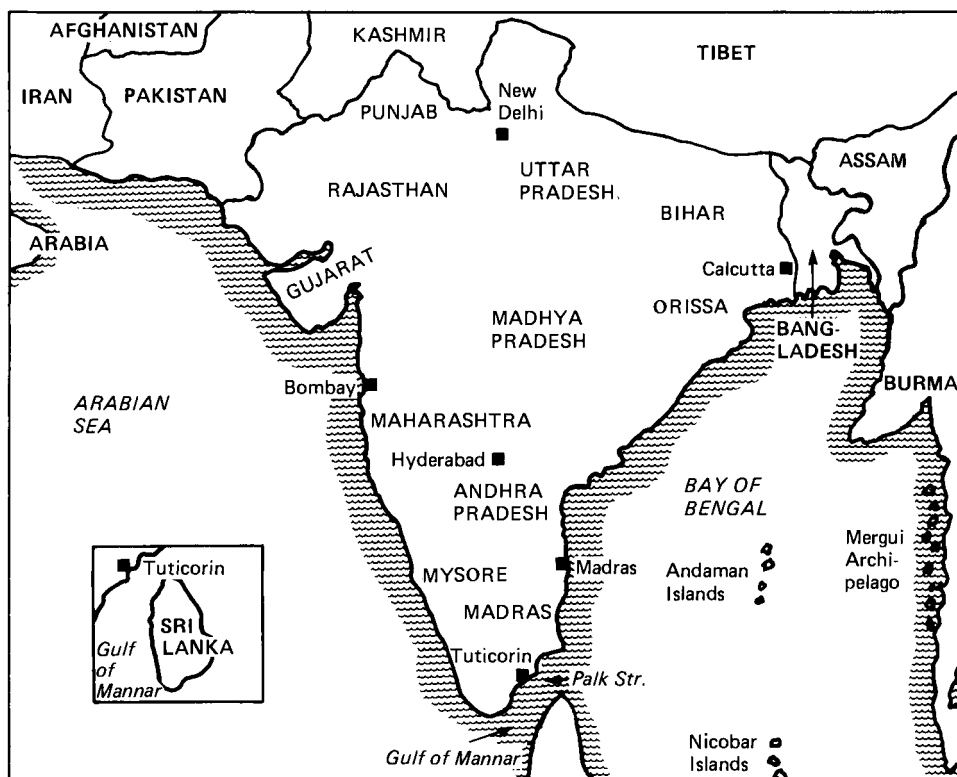 AFGHANISTAN
KASHMIR
TIBET
IRAN
PAKISTAN
PUNJAB
New
Delhi
ASSAM
RAJASTHAN
UTTAR
PRADESH.
BIHAR
ARABIA
GUJARAT
Calcutta
ORISSA
MADHYA
PRADESH
BANG-
LADESH
BURMA
Bombay
ARABIAN
SEA
MAHARASHTRA
Hyderabad
ANDHRA
PRADESH
BAY OF
BENGAL
Mergui
Archi-
pelago
Tuticorin
MYSORE
Madras
Andaman
Islands
MADRAS
SRI
LANKA
Gulf
of
Mannar
Tuticorin
Palk Str.
Gulf of Mannar
Nicobar
Islands